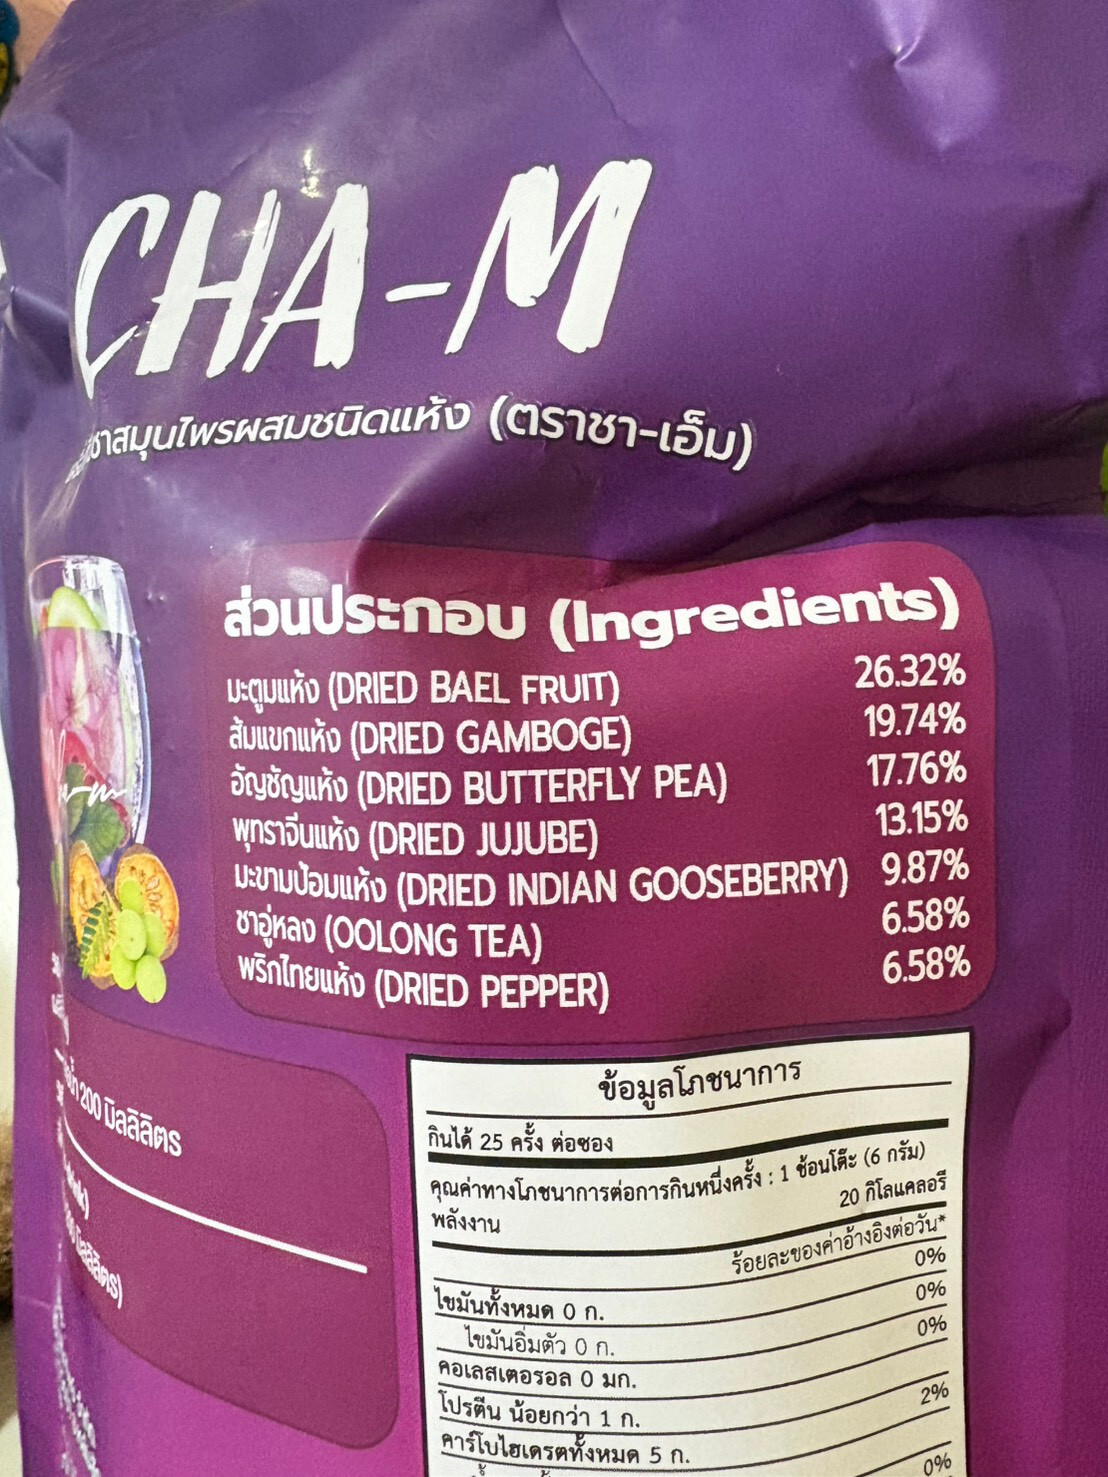 CHA-M
ชาสมุนไพรผสมชนิดแห้ง (ตราชา-เอ็ม)
ส่วนประกอบ (Ingredients)
มะตูมแห้ง (DRIED BAEL FRUIT) 26.32%
ส้มแขกแห้ง (DRIED GAMBOGE) 19.74%
อัญชัญแห้ง (DRIED BUTTERFLY PEA) 17.76%
พุทราจีนแห้ง (DRIED JUJUBE) 13.15%
มะขามป้อมแห้ง (DRIED INDIAN GOOSEBERRY) 9.87%
ชาอู่หลง (OOLONG TEA) 6.58%
พริกไทยแห้ง (DRIED PEPPER) 6.58%
200 มิลลิลิตร
มิลลิลิตร)
ข้อมูลโภชนาการ
กินได้ 25 ครั้ง ต่อซอง
คุณค่าทางโภชนาการต่อการกินหนึ่งครั้ง : 1 ช้อนโต๊ะ (6 กรัม)
พลังงาน 20 กิโลแคลอรี
ร้อยละของค่าอ้างอิงต่อวัน*
ไขมันทั้งหมด 0 ก. 0%
ไขมันอิ่มตัว 0 ก. 0%
คอเลสเตอรอล 0 มก. 0%
โปรตีน น้อยกว่า 1 ก.
คาร์โบไฮเดรตทั้งหมด 5 ก. 2%
0%